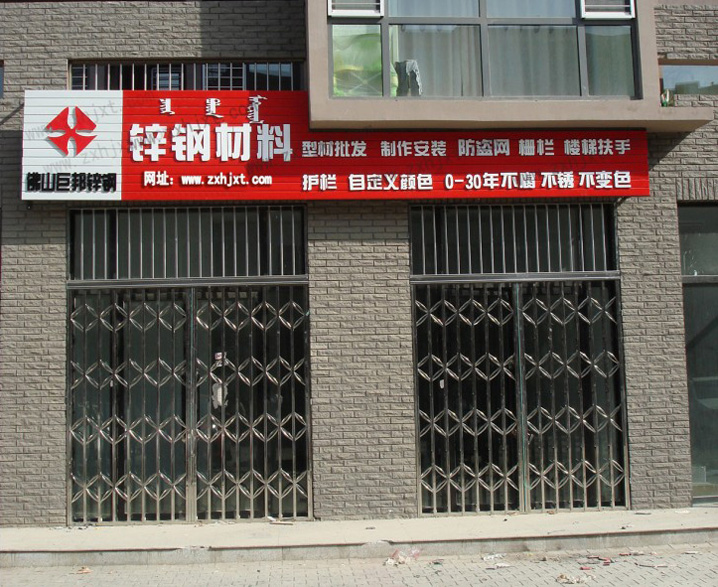 锌钢材料
型材批发 制作安装 防盗网 栅栏 楼梯扶手
网址:www.zxhjxt.com
护栏 自定义颜色 0-30年不腐 不锈 不变色
佛山巨邦锌钢